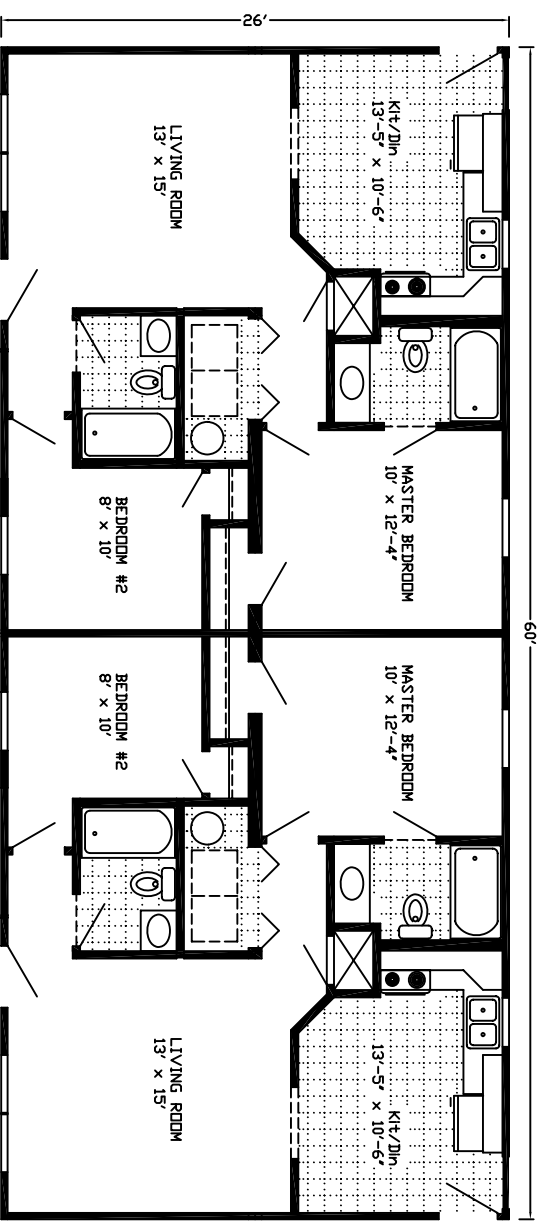 26'
LIVING ROOM
13' x 15'
Kit/Din
13'-5" x 10'-6"
BEDROOM #2
8' x 10'
MASTER BEDROOM
10' x 12'-4"
60'
BEDROOM #2
8' x 10'
MASTER BEDROOM
10' x 12'-4"
LIVING ROOM
13' x 15'
Kit/Din
13'-5" x 10'-6"